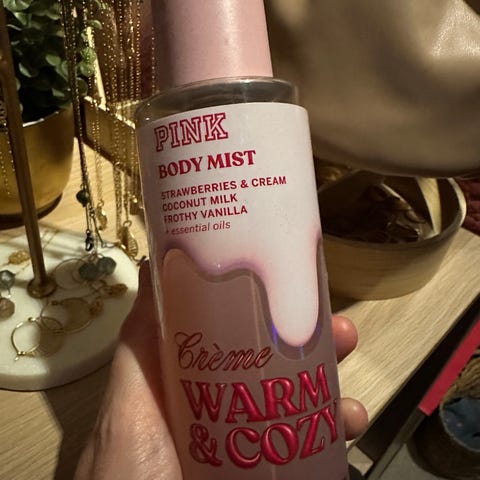 PINK
BODY MIST
STRAWBERRIES & CREAM
COCONUT MILK
FROTHY VANILLA
+ essential oils
Crème
WARM
& COZY